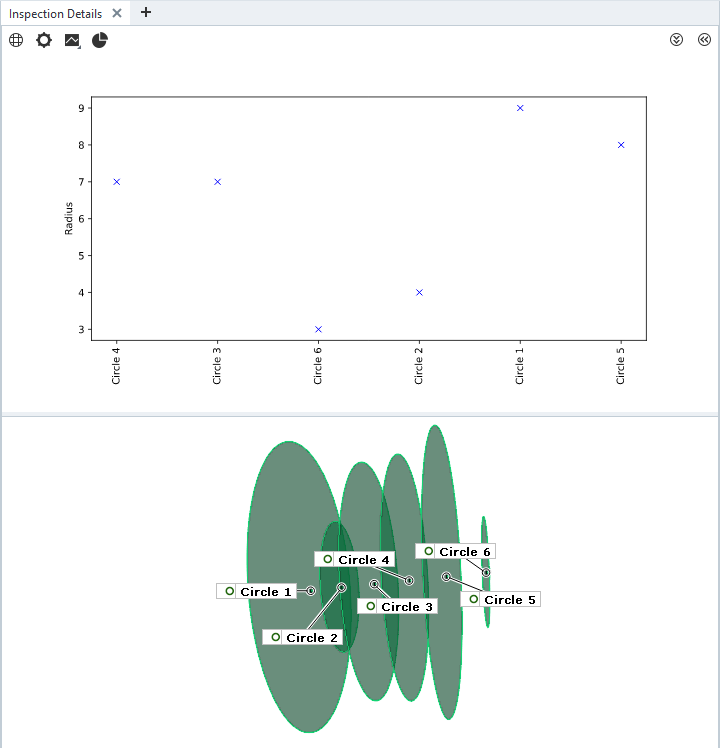 Inspection Details
9
8
7
6
5
4
3
Radius
Circle 4
Circle 3
Circle 6
Circle 2
Circle 1
Circle 5
Circle 6
Circle 4
Circle 1
Circle 5
Circle 3
Circle 2